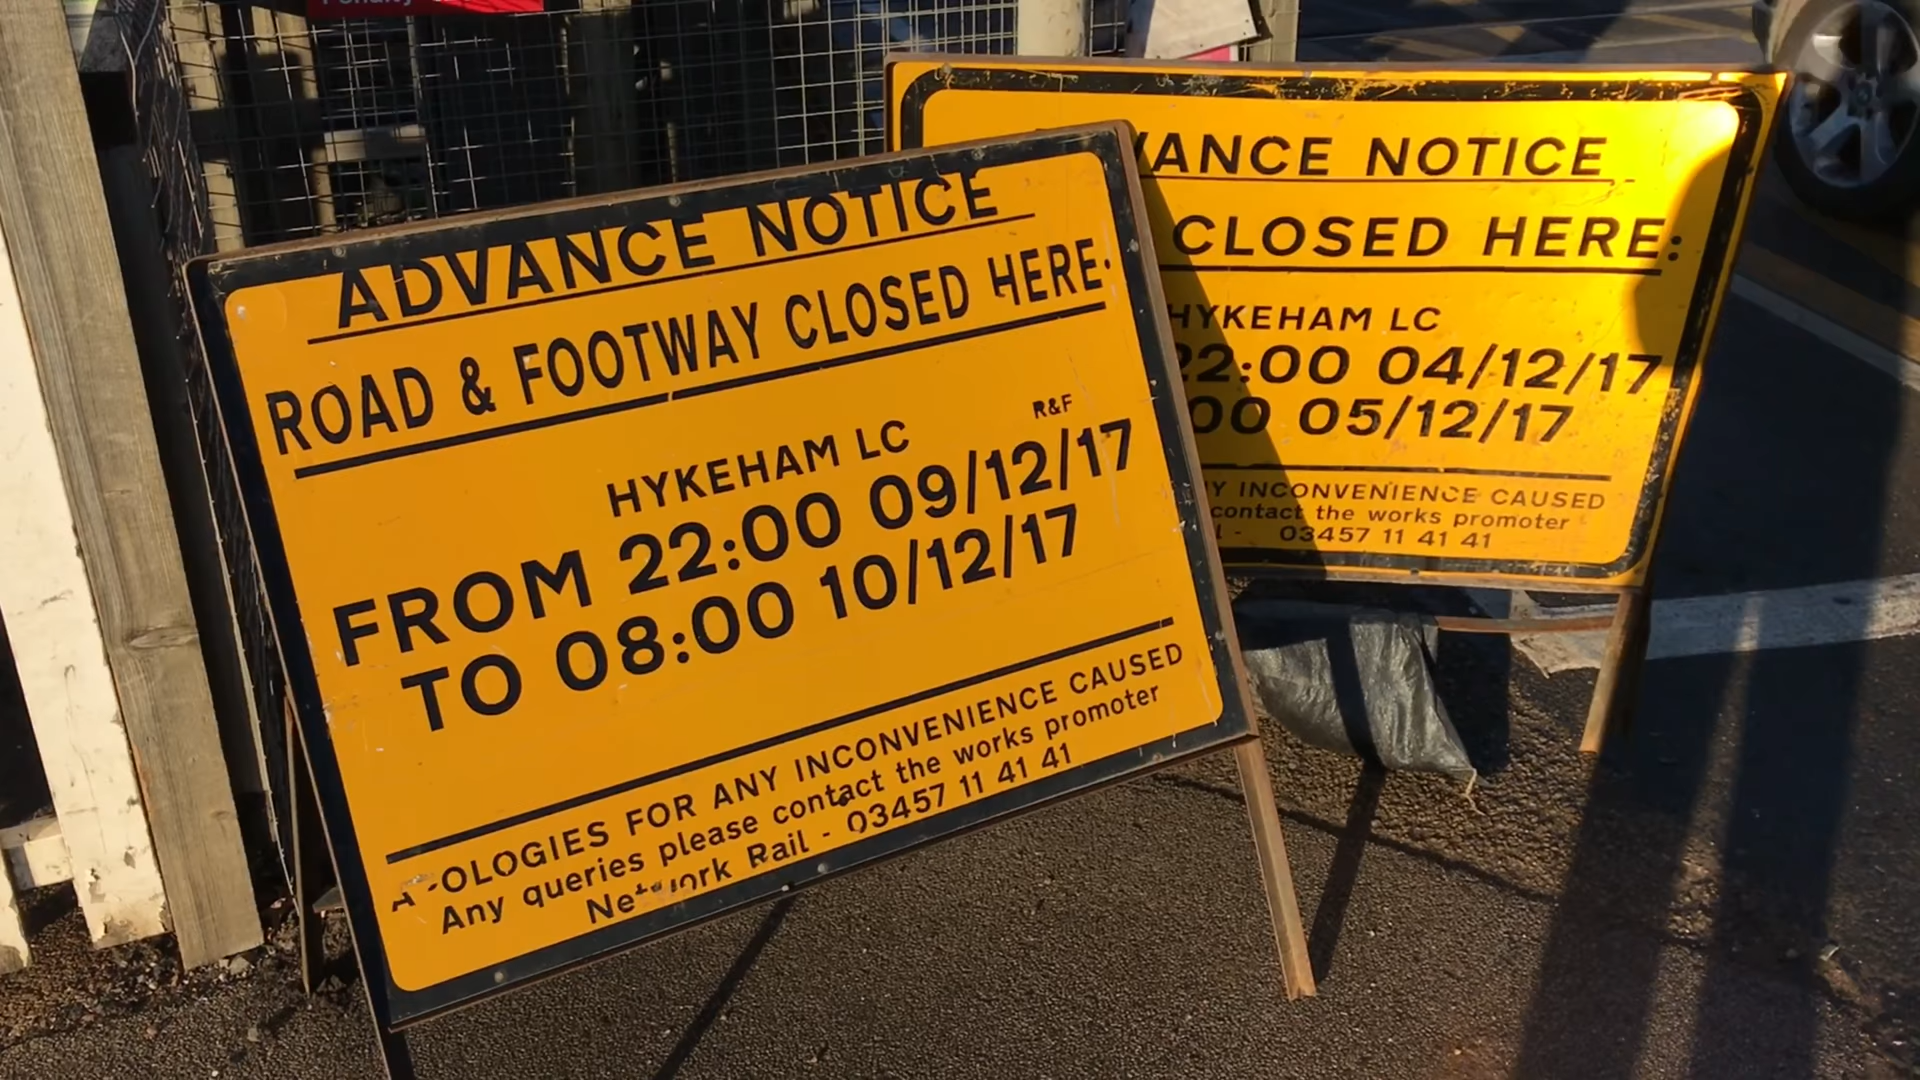 Penalty
ADVANCE NOTICE
ROAD & FOOTWAY CLOSED HERE:
R&F
HYKEHAM LC
FROM 22:00 09/12/17
TO 08:00 10/12/17
APOLOGIES FOR ANY INCONVENIENCE CAUSED
Any queries please contact the works promoter
Network Rail - 03457 11 41 41
VANCE NOTICE
CLOSED HERE:
HYKEHAM LC
22:00 04/12/17
00 05/12/17
Y INCONVENIENCE CAUSED
contact the works promoter
l - 03457 11 41 41